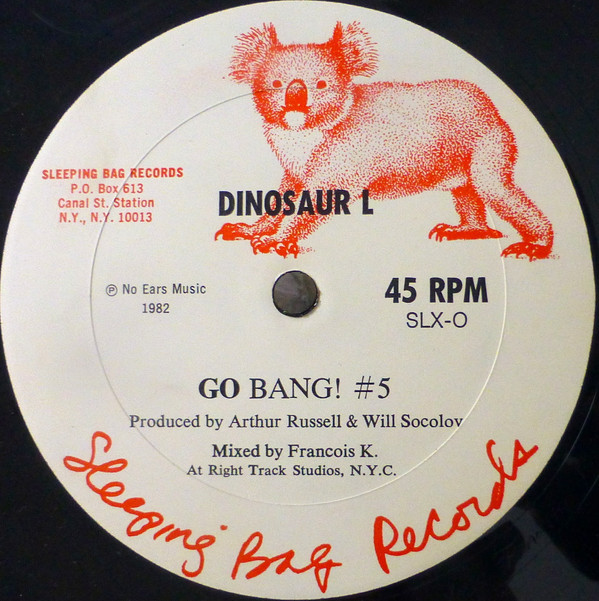 SLEEPING BAG RECORDS
P.O. Box 613
Canal St. Station
N.Y., N.Y. 10013
DINOSAUR L
℗ No Ears Music
1982
45 RPM
SLX-O
GO BANG! #5
Produced by Arthur Russell & Will Socolov
Mixed by Francois K.
At Right Track Studios, N.Y.C.
Sleeping Bag Records